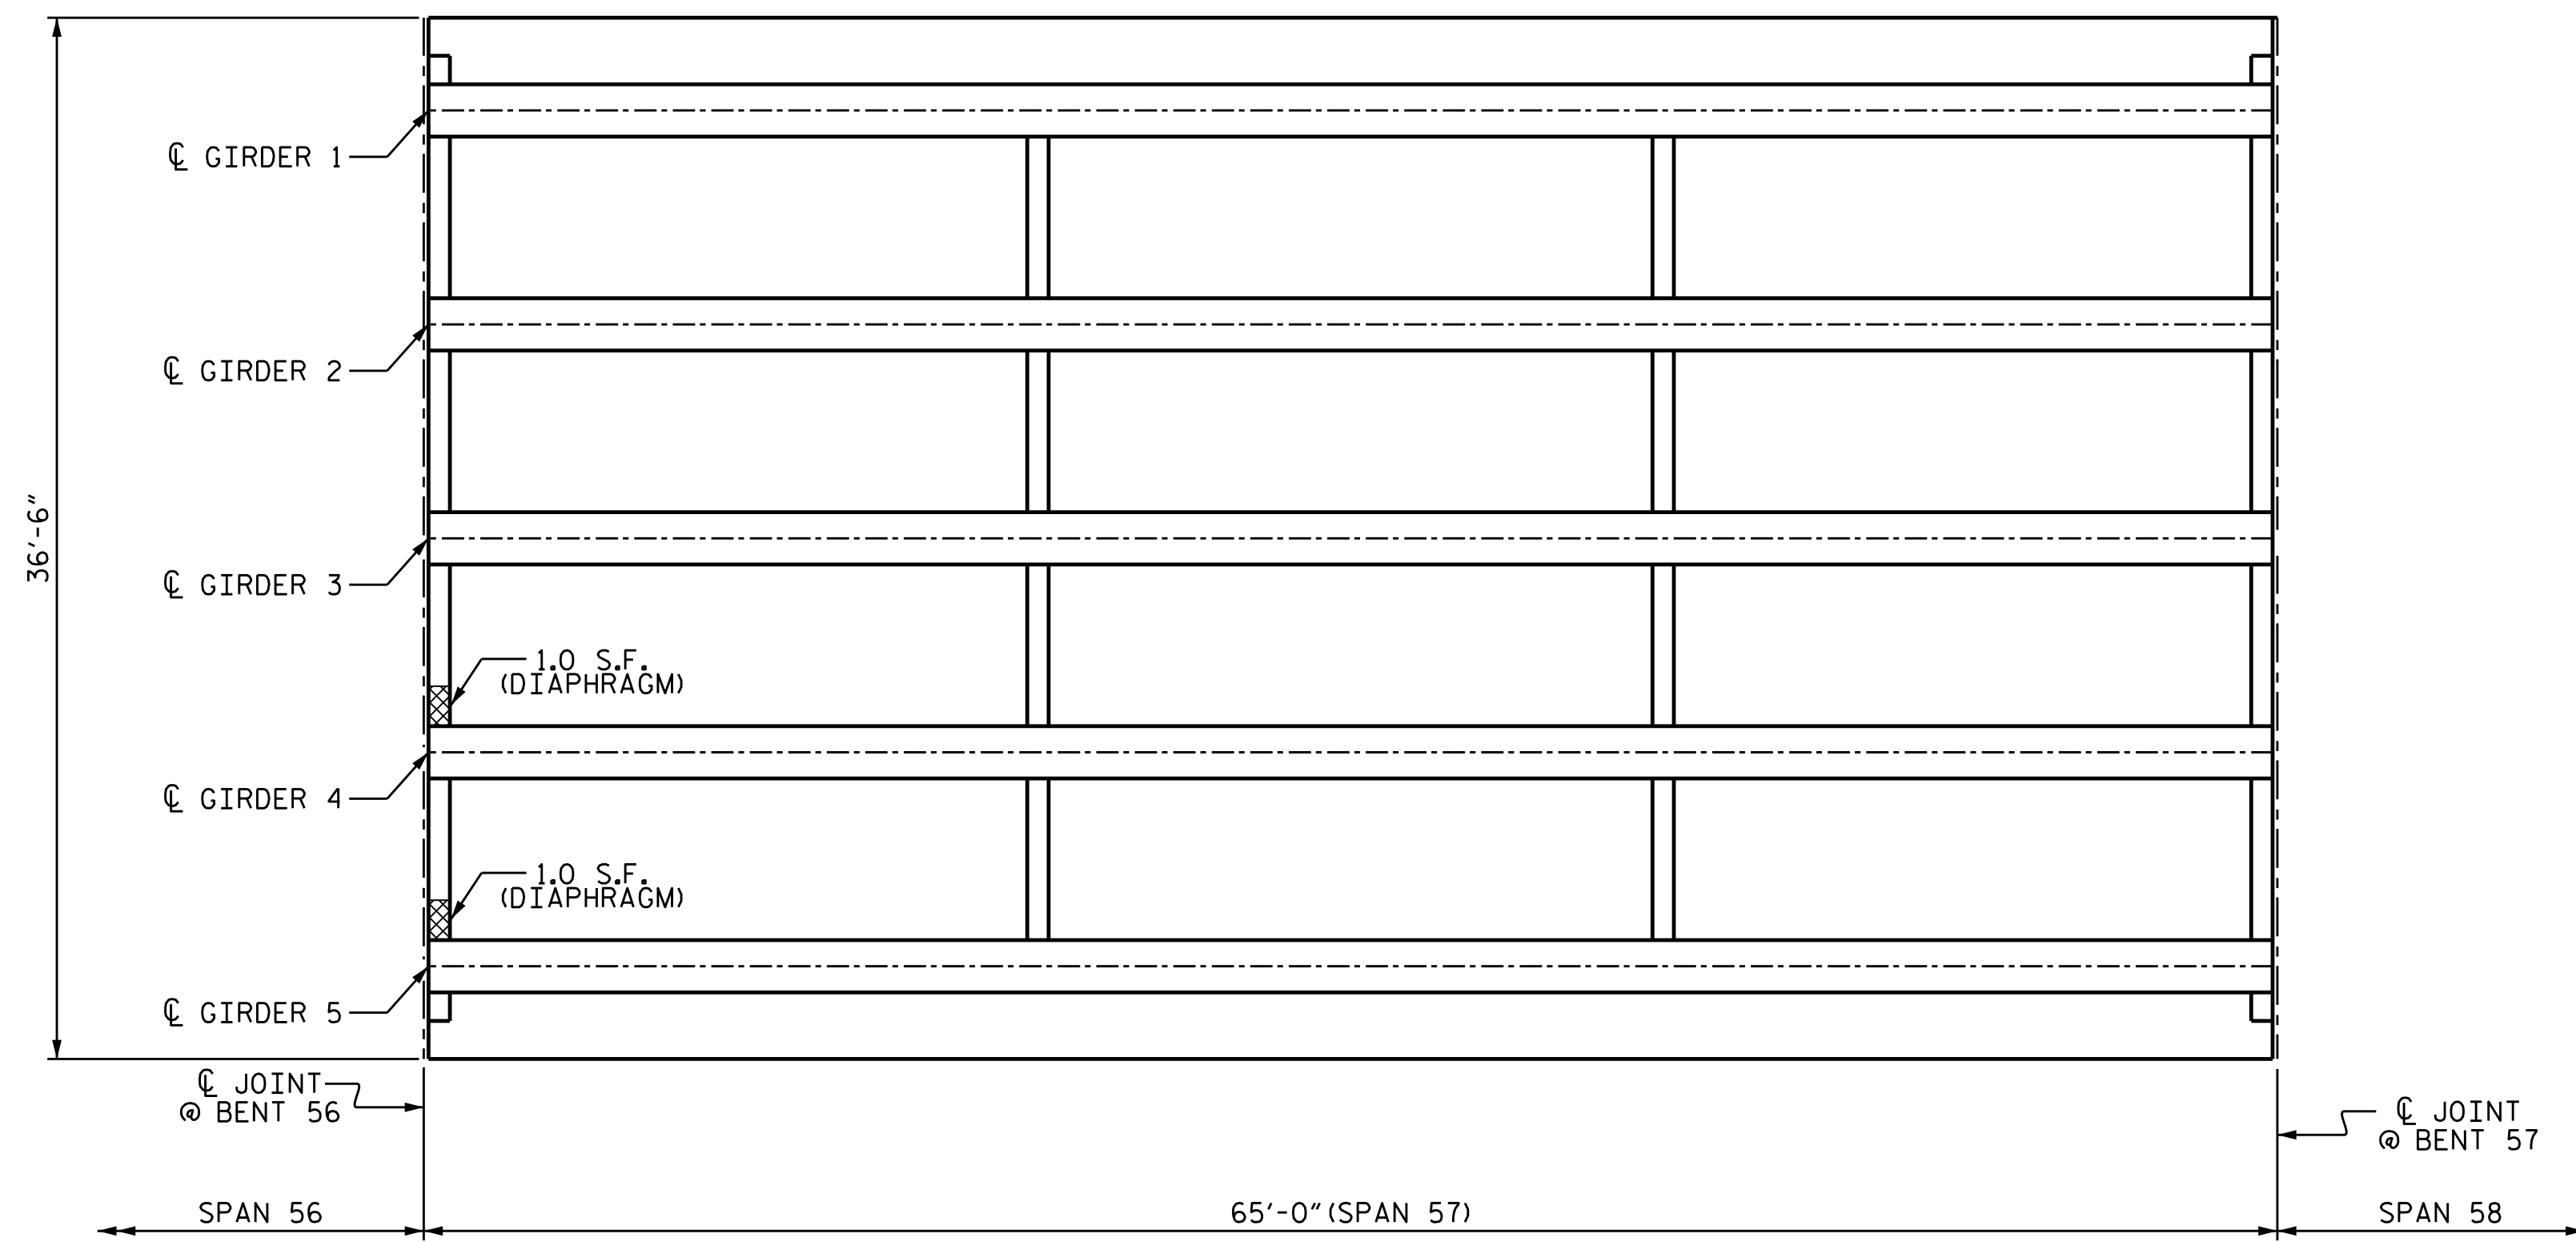 ℄ GIRDER 1
36'-6"
℄ GIRDER 2
℄ GIRDER 3
1.0 S.F.
(DIAPHRAGM)
℄ GIRDER 4
1.0 S.F.
(DIAPHRAGM)
℄ GIRDER 5
℄ JOINT
@ BENT 56
℄ JOINT
@ BENT 57
SPAN 56
65'-0"(SPAN 57)
SPAN 58